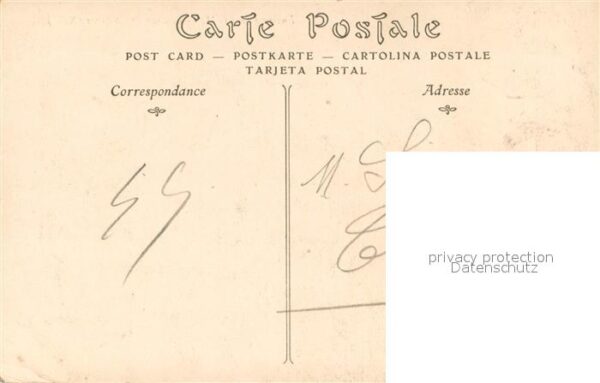 Carte Postale
POST CARD — POSTKARTE — CARTOLINA POSTALE
TARJETA POSTAL
Correspondance
Adresse
M.
privacy protection
Datenschutz